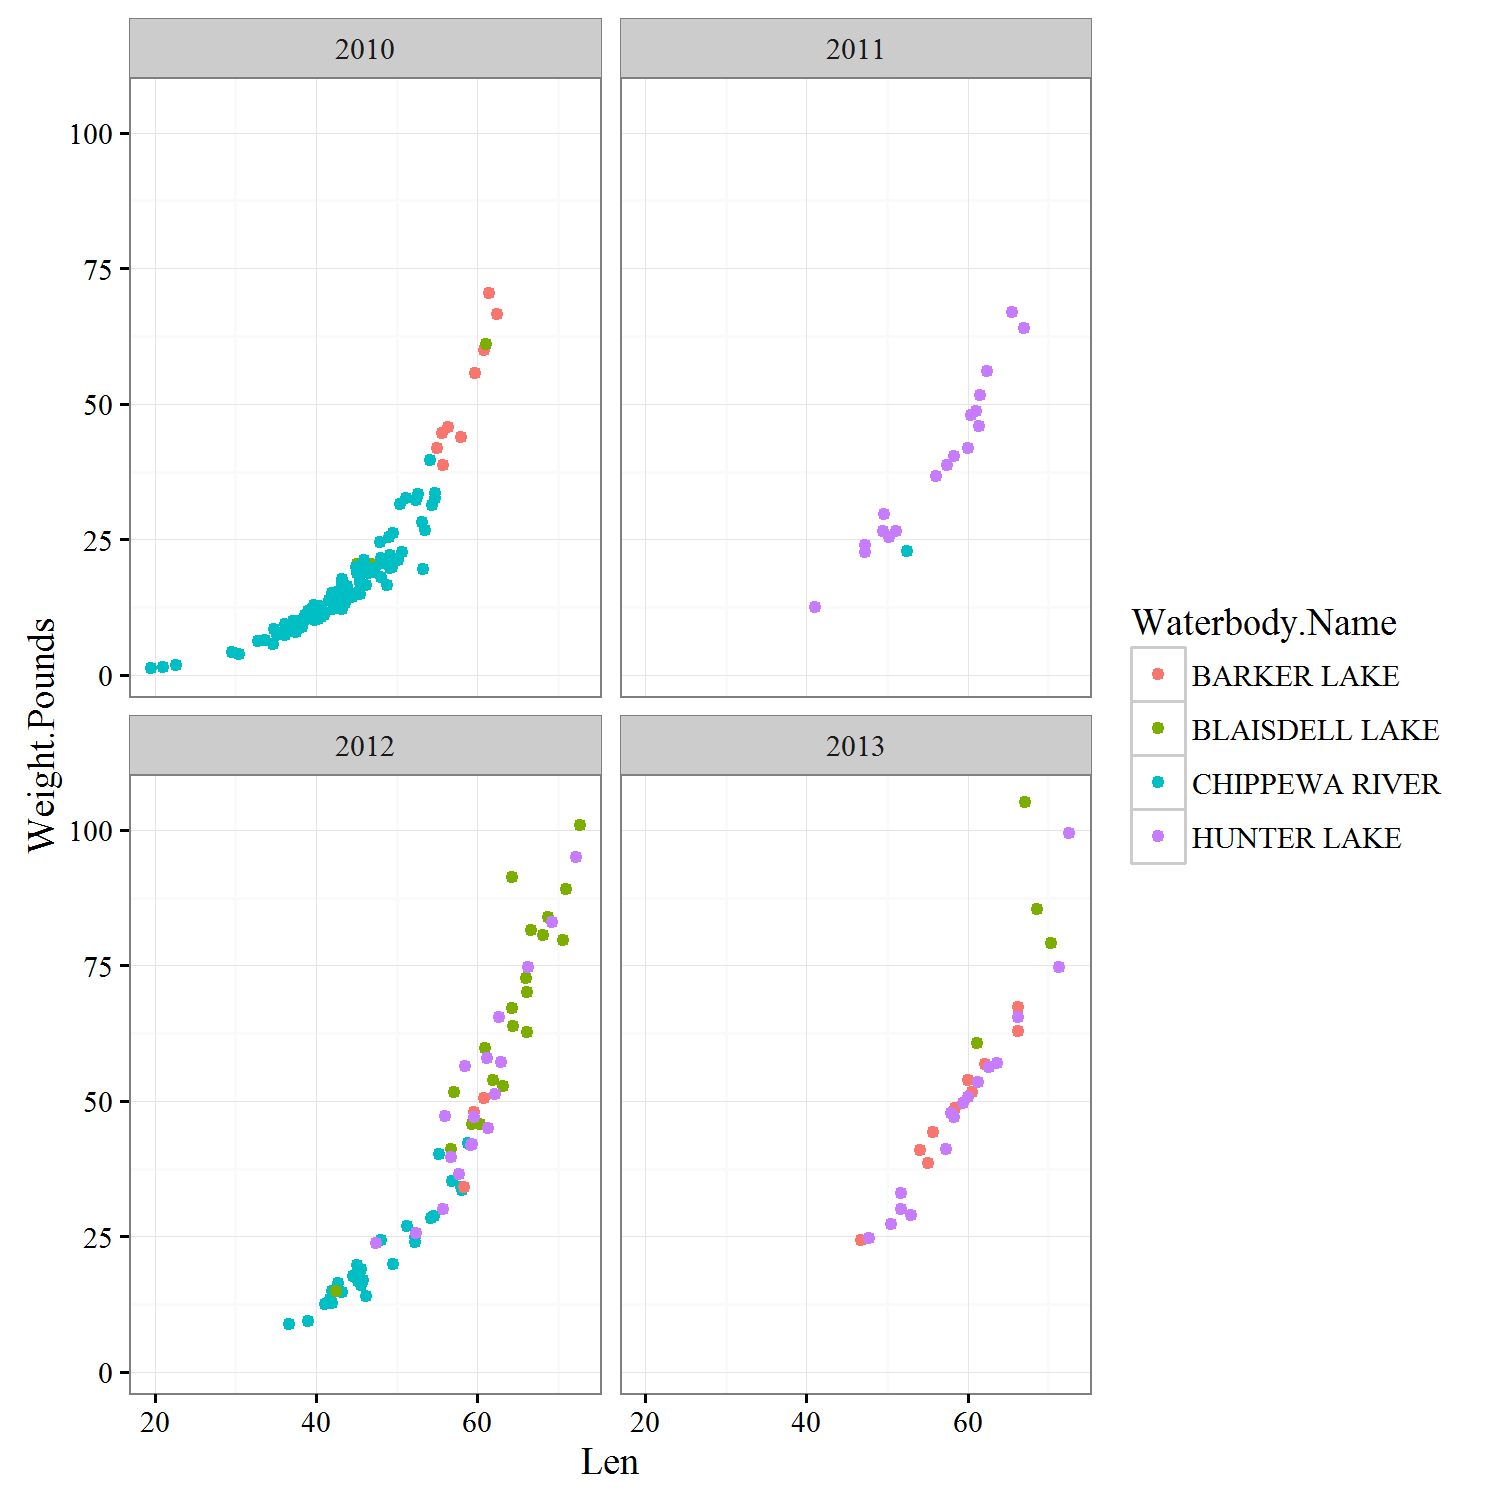 2010
2011
100
75
50
25
0
2012
2013
100
75
50
25
0
20
40
60
20
40
60
Len
Weight.Pounds
Waterbody.Name
BARKER LAKE
BLAISDELL LAKE
CHIPPEWA RIVER
HUNTER LAKE